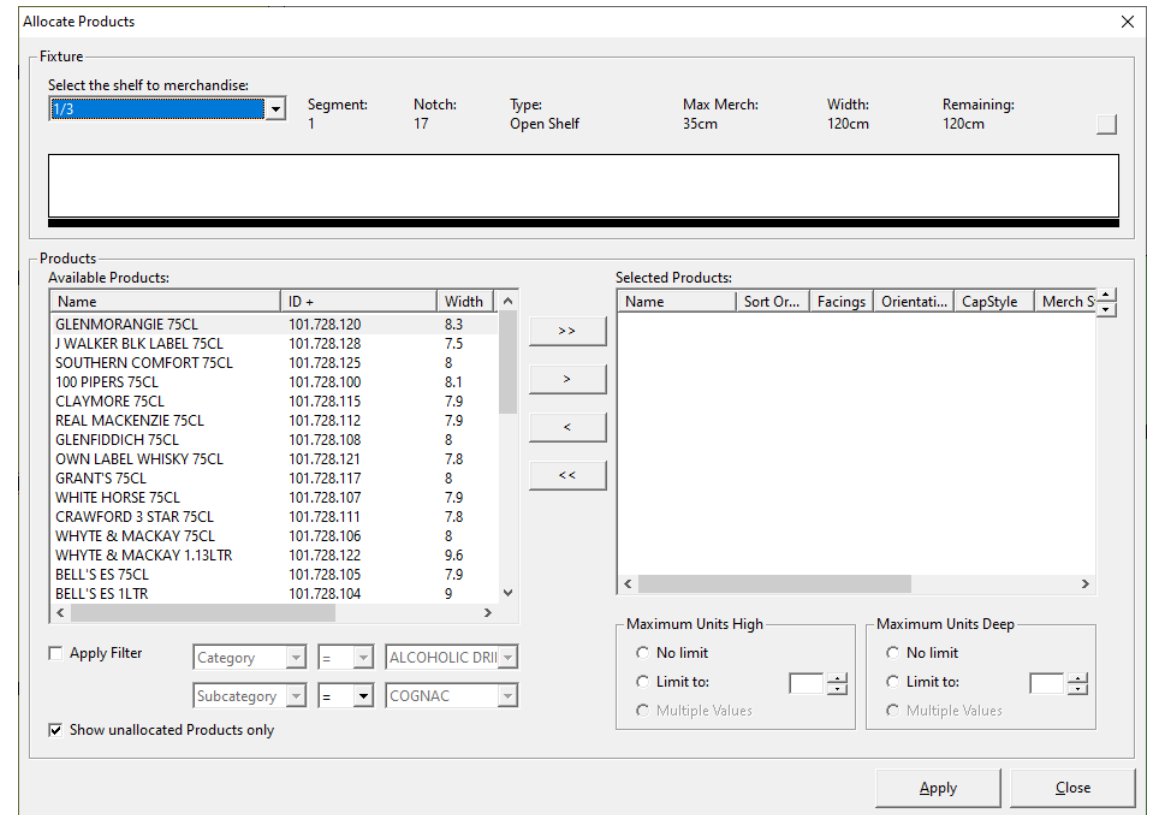 Allocate Products
Fixture
Select the shelf to merchandise:
1/3
Segment: Notch: Type: Max Merch: Width: Remaining:
1 17 Open Shelf 35cm 120cm 120cm
Products
Available Products:
Name ID + Width
GLENMORANGIE 75CL 101.728.120 8.3
J WALKER BLK LABEL 75CL 101.728.128 7.5
SOUTHERN COMFORT 75CL 101.728.125 8
100 PIPERS 75CL 101.728.100 8.1
CLAYMORE 75CL 101.728.115 7.9
REAL MACKENZIE 75CL 101.728.112 7.9
GLENFIDDICH 75CL 101.728.108 8
OWN LABEL WHISKY 75CL 101.728.121 7.8
GRANT'S 75CL 101.728.117 8
WHITE HORSE 75CL 101.728.107 7.9
CRAWFORD 3 STAR 75CL 101.728.111 7.8
WHYTE & MACKAY 75CL 101.728.106 8
WHYTE & MACKAY 1.13LTR 101.728.122 9.6
BELL'S ES 75CL 101.728.105 7.9
BELL'S ES 1LTR 101.728.104 9
>>
>
<
<<
Selected Products:
Name Sort Or... Facings Orientati... CapStyle Merch S
Apply Filter Category = ALCOHOLIC DRI
Subcategory = COGNAC
Show unallocated Products only
Maximum Units High
No limit
Limit to:
Multiple Values
Maximum Units Deep
No limit
Limit to:
Multiple Values
Apply Close